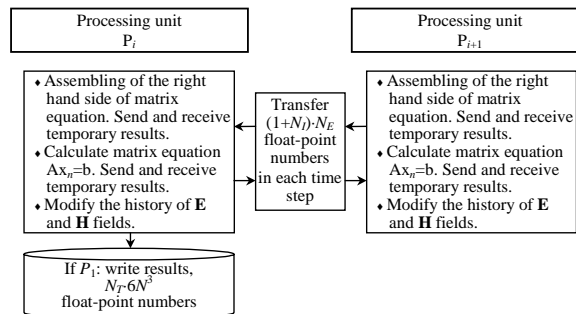 Processing unit
P_i
Processing unit
P_{i+1}
♦ Assembling of the right
hand side of matrix
equation. Send and receive
temporary results.
♦ Calculate matrix equation
Ax_n=b. Send and receive
temporary results.
♦ Modify the history of E
and H fields.
Transfer
(1+N_I)·N_E
float-point
numbers
in each time
step
♦ Assembling of the right
hand side of matrix
equation. Send and receive
temporary results.
♦ Calculate matrix equation
Ax_n=b. Send and receive
temporary results.
♦ Modify the history of E
and H fields.
If P_1: write results,
N_T·6N^3
float-point numbers